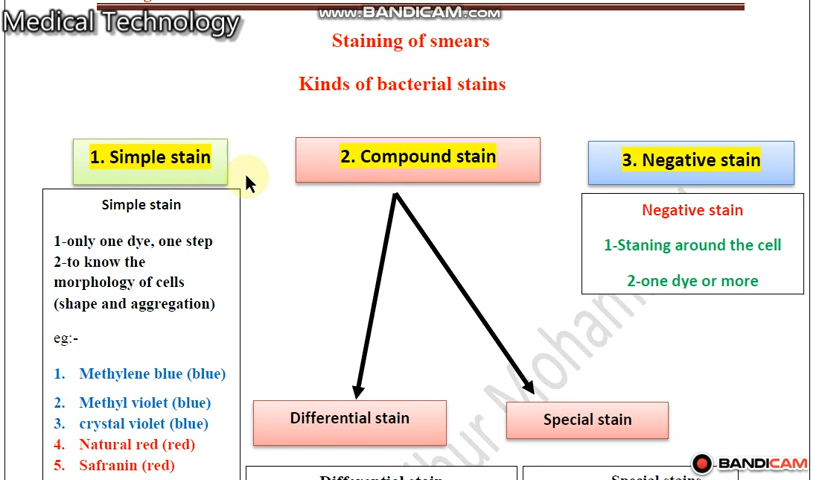 www.BANDICAM.com
Medical Technology
Staining of smears
Kinds of bacterial stains
1. Simple stain
2. Compound stain
3. Negative stain
Simple stain
1-only one dye, one step
2-to know the
morphology of cells
(shape and aggregation)
eg:-
1. Methylene blue (blue)
2. Methyl violet (blue)
3 crystal violet (blue)
4. Natural red (red)
5. Safranin (red)
Negative stain
1-Staning around the cell
2-one dye or more
Differential stain
Special stain
Differential stain
Special stains
BANDICAM